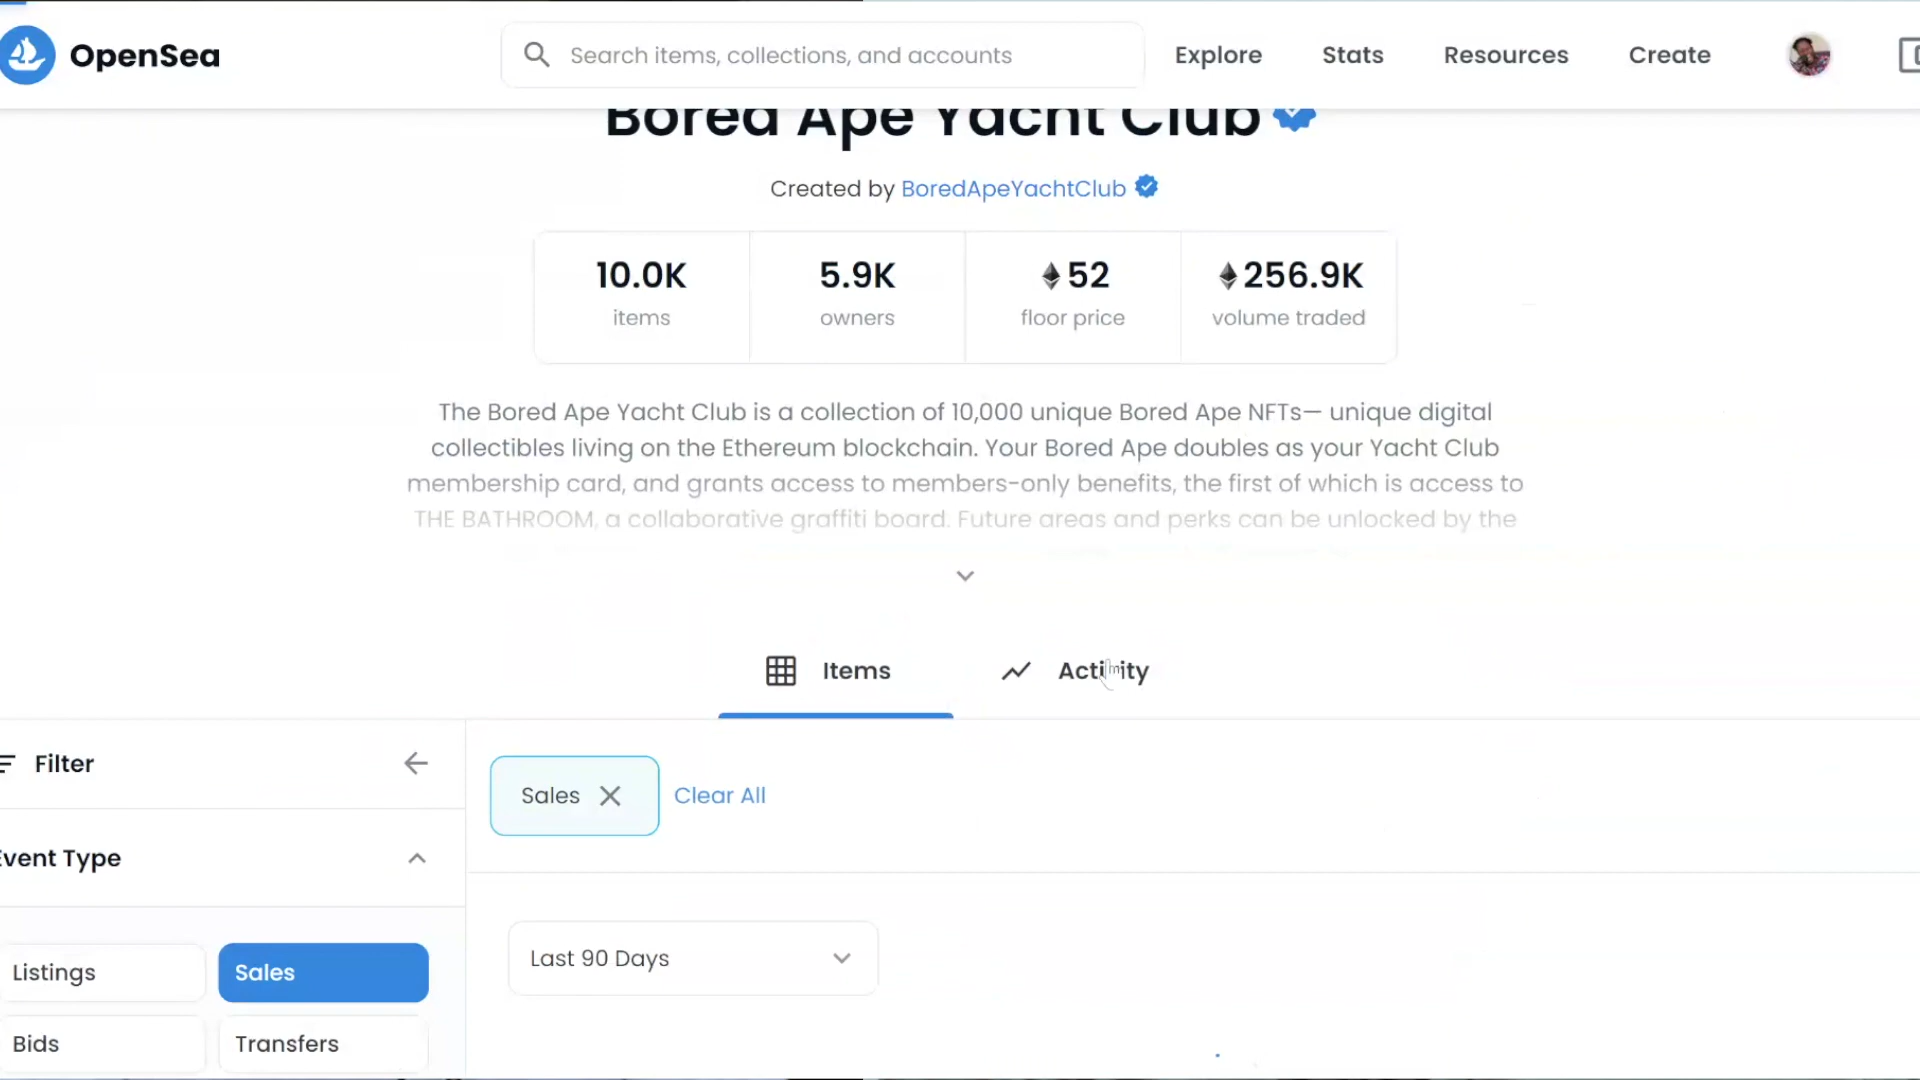 OpenSea
Search items, collections, and accounts
Explore
Stats
Resources
Create
Bored Ape Yacht Club
Created by BoredApeYachtClub
10.0K
items
5.9K
owners
52
floor price
256.9K
volume traded
The Bored Ape Yacht Club is a collection of 10,000 unique Bored Ape NFTs— unique digital
collectibles living on the Ethereum blockchain. Your Bored Ape doubles as your Yacht Club
membership card, and grants access to members-only benefits, the first of which is access to
THE BATHROOM, a collaborative graffiti board. Future areas and perks can be unlocked by the
Items
Activity
Filter
Sales
Clear All
Event Type
Last 90 Days
Listings
Sales
Bids
Transfers